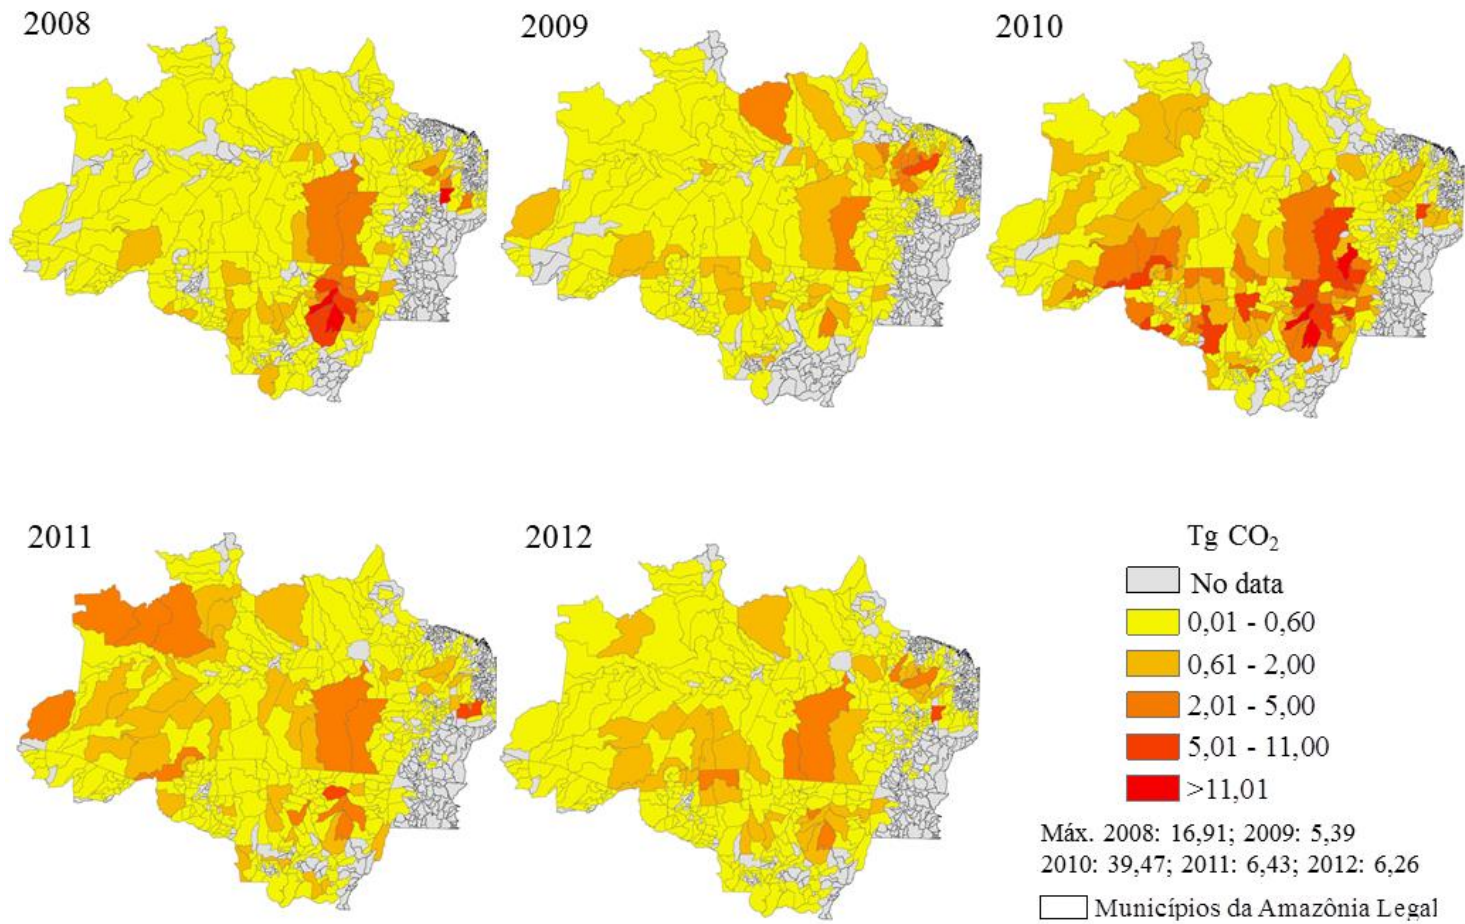 2008
2009
2010
2011
2012
Tg CO₂
No data
0,01 - 0,60
0,61 - 2,00
2,01 - 5,00
5,01 - 11,00
>11,01
Máx. 2008: 16,91; 2009: 5,39
2010: 39,47; 2011: 6,43; 2012: 6,26
Municípios da Amazônia Legal